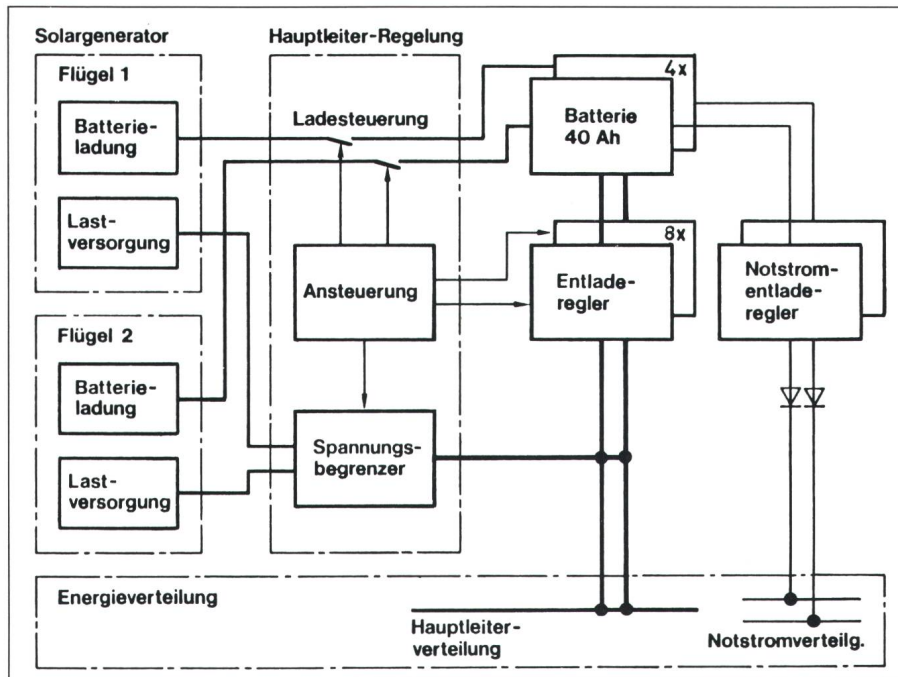 Solargenerator
Hauptleiter-Regelung
Flügel 1
4x
Batterie-
ladung
Ladesteuerung
Batterie
40 Ah
Last-
versorgung
8x
Ansteuerung
Entlade-
regler
Notstrom-
entlade-
regler
Flügel 2
Batterie-
ladung
Spannungs-
begrenzer
Last-
versorgung
Energieverteilung
Hauptleiter-
verteilung
Notstromverteilg.